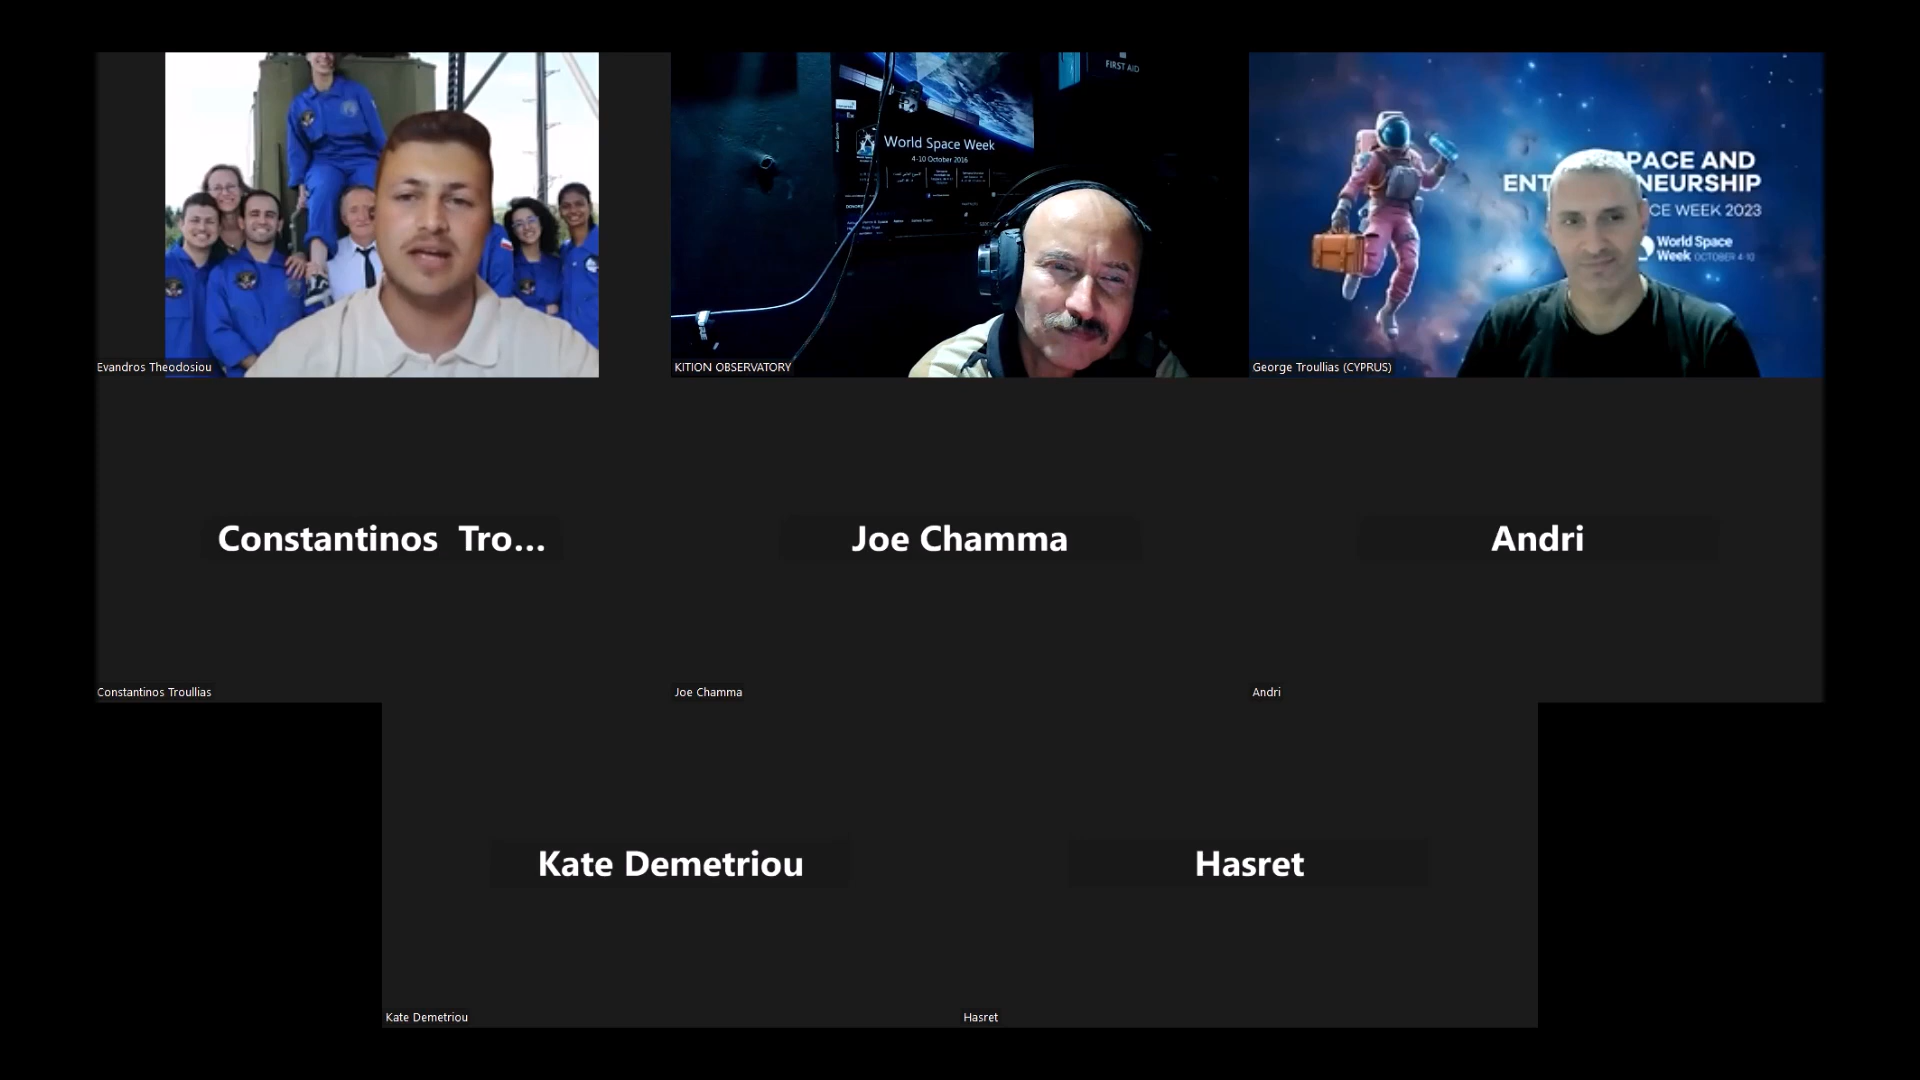 FIRST AID
World Space Week
4-10 October 2016
SPACE AND
ENT NEURSHIP
CE WEEK 2023
World Space
Week OCTOBER 4-10
Evandros Theodosiou
KITION OBSERVATORY
George Troullias (CYPRUS)
Constantinos Tro...
Joe Chamma
Andri
Constantinos Troullias
Joe Chamma
Andri
Kate Demetriou
Hasret
Kate Demetriou
Hasret